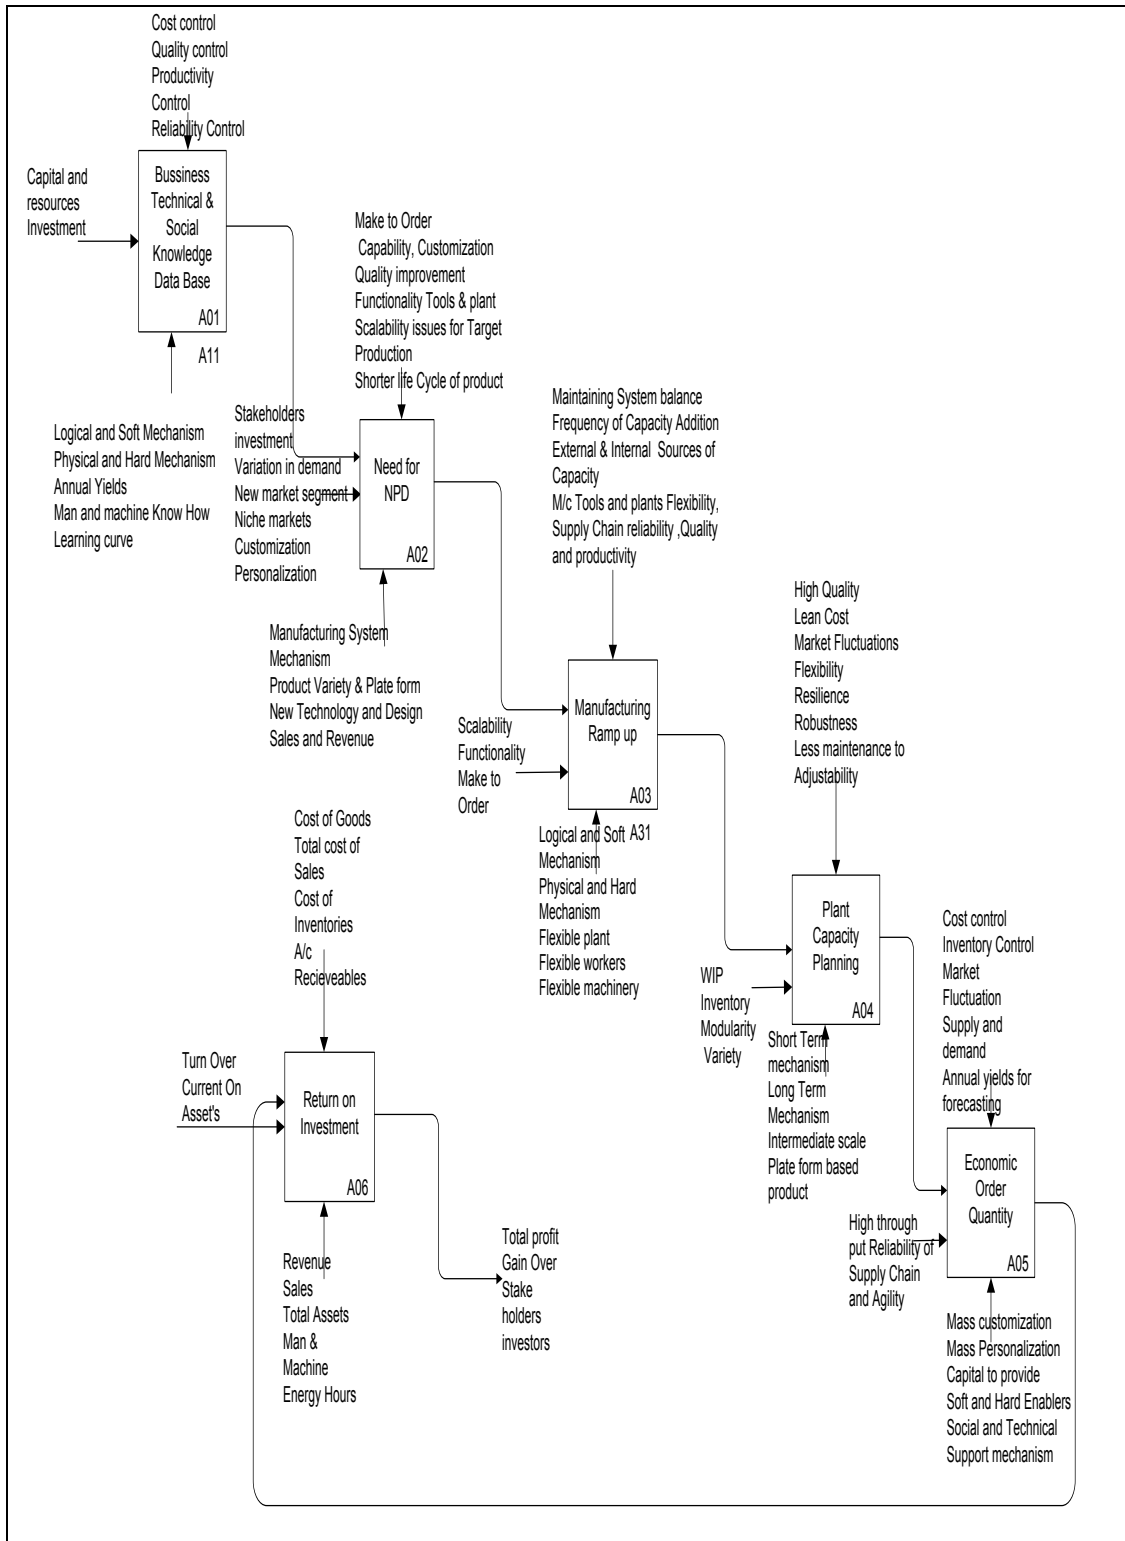 Cost control
Quality control
Productivity
Control
Reliability Control
Capital and
resources
Investment
Bussiness
Technical &
Social
Knowledge
Data Base
A01
A11
Logical and Soft Mechanism
Physical and Hard Mechanism
Annual Yields
Man and machine Know How
Learning curve
Make to Order
Capability, Customization
Quality improvement
Functionality Tools & plant
Scalability issues for Target
Production
Shorter life Cycle of product
Stakeholders
investment
Variation in demand
New market segment
Niche markets
Customization
Personalization
Need for
NPD
A02
Manufacturing System
Mechanism
Product Variety & Plate form
New Technology and Design
Sales and Revenue
Maintaining System balance
Frequency of Capacity Addition
External & Internal Sources of
Capacity
M/c Tools and plants Flexibility,
Supply Chain reliability ,Quality
and productivity
Scalability
Functionality
Make to
Order
Manufacturing
Ramp up
A03
A31
Logical and Soft
Mechanism
Physical and Hard
Mechanism
Flexible plant
Flexible workers
Flexible machinery
High Quality
Lean Cost
Market Fluctuations
Flexibility
Resilience
Robustness
Less maintenance to
Adjustability
WIP
Inventory
Modularity
Variety
Plant
Capacity
Planning
A04
Short Term
mechanism
Long Term
Mechanism
Intermediate scale
Plate form based
product
Cost control
Inventory Control
Market
Fluctuation
Supply and
demand
Annual yields for
forecasting
High through
put Reliability of
Supply Chain
and Agility
Economic
Order
Quantity
A05
Mass customization
Mass Personalization
Capital to provide
Soft and Hard Enablers
Social and Technical
Support mechanism
Cost of Goods
Total cost of
Sales
Cost of
Inventories
A/c
Recieveables
Turn Over
Current On
Asset's
Return on
Investment
A06
Revenue
Sales
Total Assets
Man &
Machine
Energy Hours
Total profit
Gain Over
Stake
holders
investors